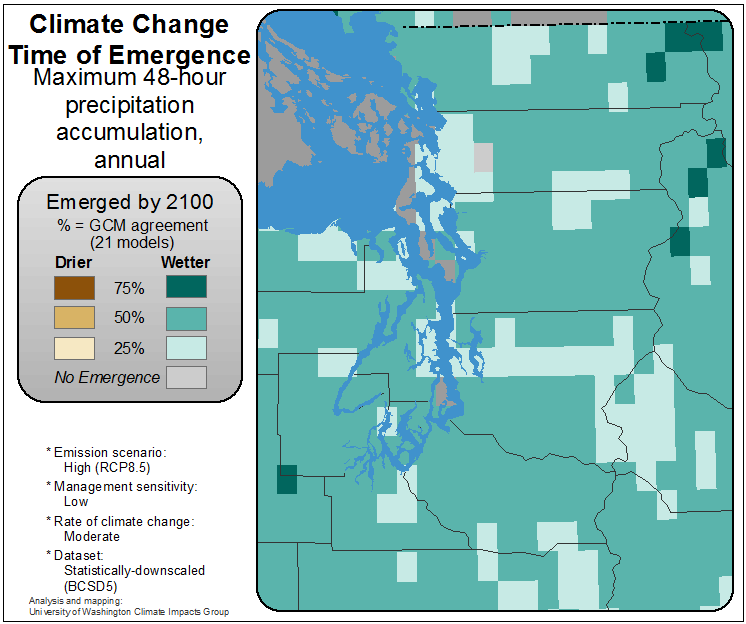 Climate Change
Time of Emergence
Maximum 48-hour
precipitation
accumulation,
annual
Emerged by 2100
% = GCM agreement
(21 models)
Drier Wetter
75%
50%
25%
No Emergence
* Emission scenario:
High (RCP8.5)
* Management sensitivity:
Low
* Rate of climate change:
Moderate
* Dataset:
Statistically-downscaled
(BCSD5)
Analysis and mapping:
University of Washington Climate Impacts Group